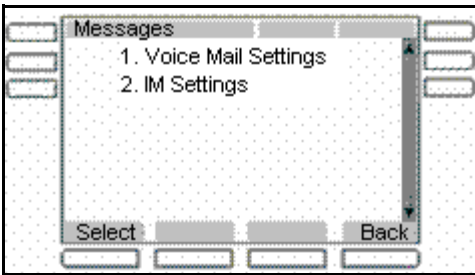 Messages
1. Voice Mail Settings
2. IM Settings
Select Back